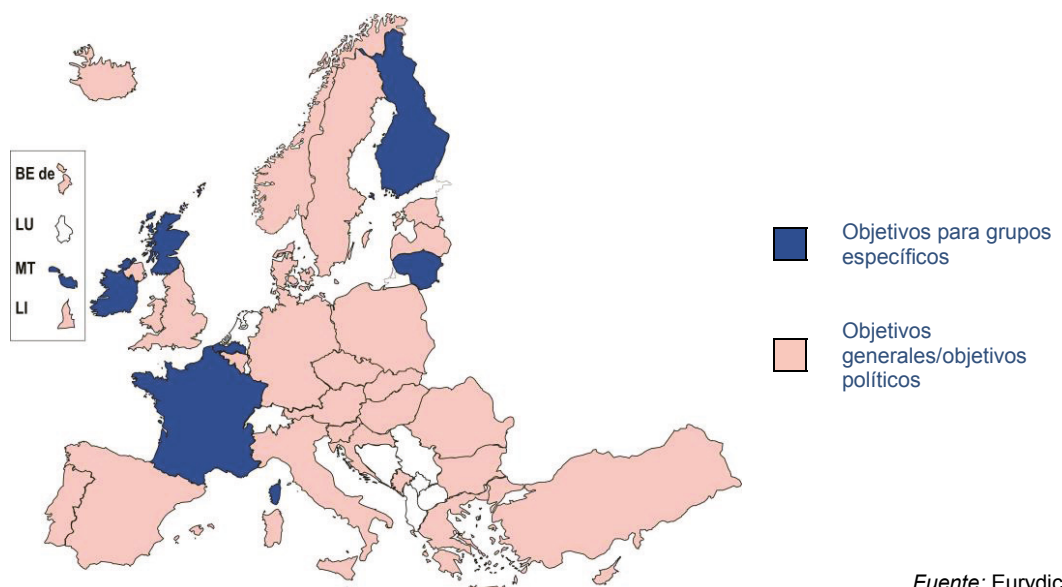 BE de
LU
MT
LI
Objetivos para grupos
específicos
Objetivos
generales/objetivos
políticos
Fuente: Eurydic